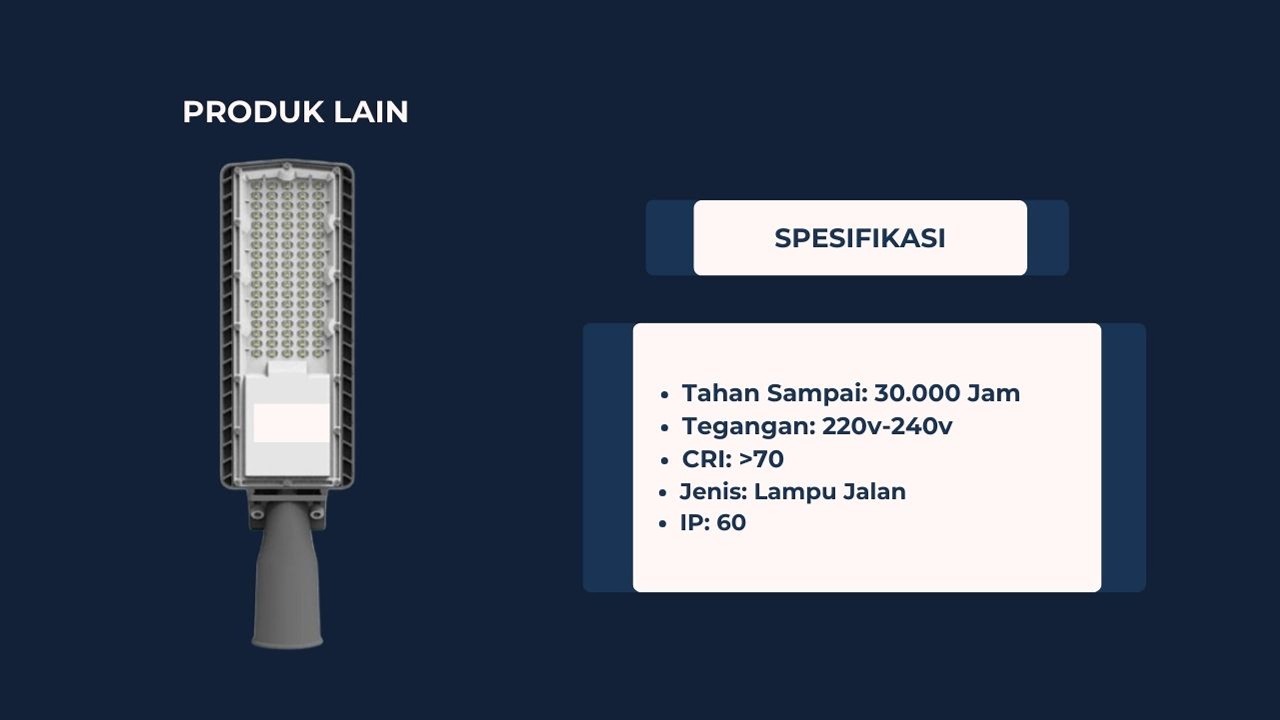 PRODUK LAIN
SPESIFIKASI
• Tahan Sampai: 30.000 Jam
• Tegangan: 220v-240v
• CRI: >70
• Jenis: Lampu Jalan
• IP: 60